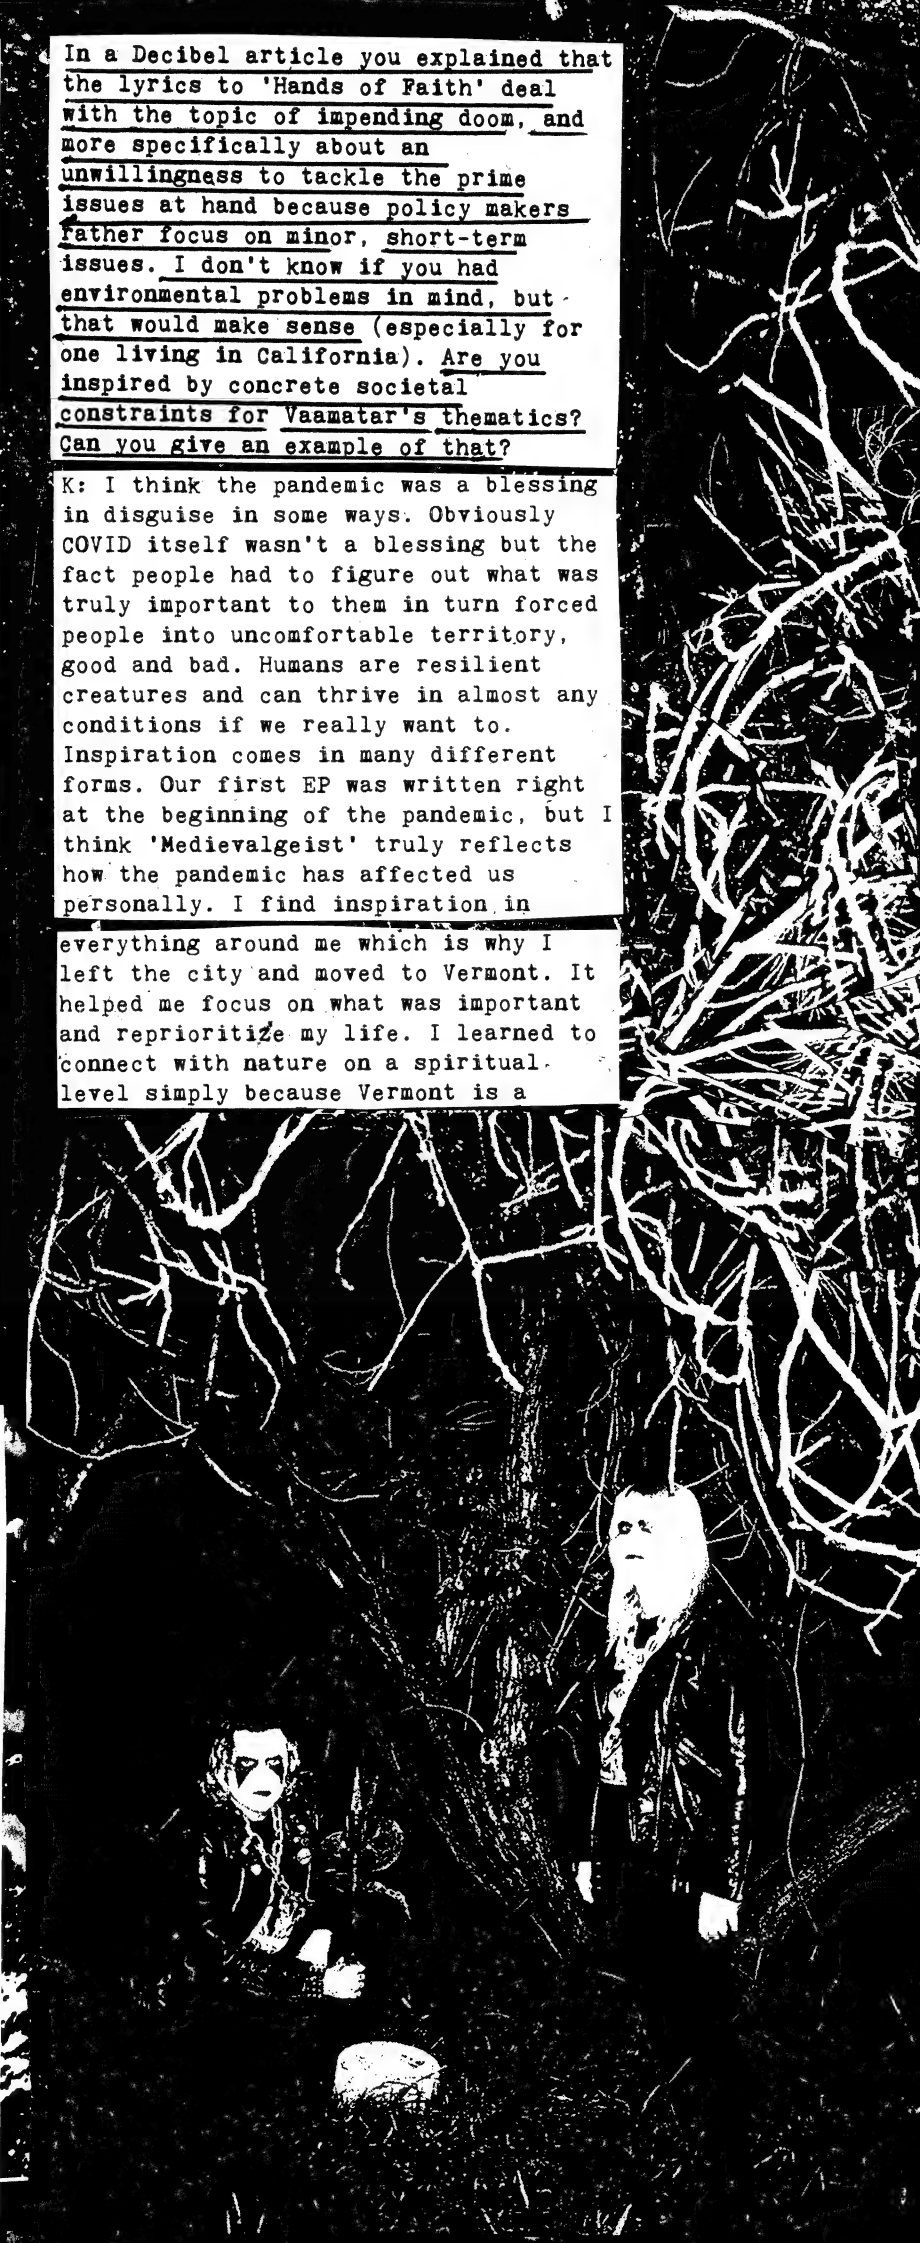 In a Decibel article you explained that
the lyrics to 'Hands of Faith' deal
with the topic of impending doom, and
more specifically about an
unwillingness to tackle the prime
issues at hand because policy makers
rather focus on minor, short-term
issues. I don't know if you had
environmental problems in mind, but
that would make sense (especially for
one living in California). Are you
inspired by concrete societal
constraints for Vaamatar's thematics?
Can you give an example of that?
K: I think the pandemic was a blessing
in disguise in some ways. Obviously
COVID itself wasn't a blessing but the
fact people had to figure out what was
truly important to them in turn forced
people into uncomfortable territory,
good and bad. Humans are resilient
creatures and can thrive in almost any
conditions if we really want to.
Inspiration comes in many different
forms. Our first EP was written right
at the beginning of the pandemic, but I
think 'Medievalgeist' truly reflects
how the pandemic has affected us
personally. I find inspiration in
everything around me which is why I
left the city and moved to Vermont. It
helped me focus on what was important
and reprioritize my life. I learned to
connect with nature on a spiritual
level simply because Vermont is a